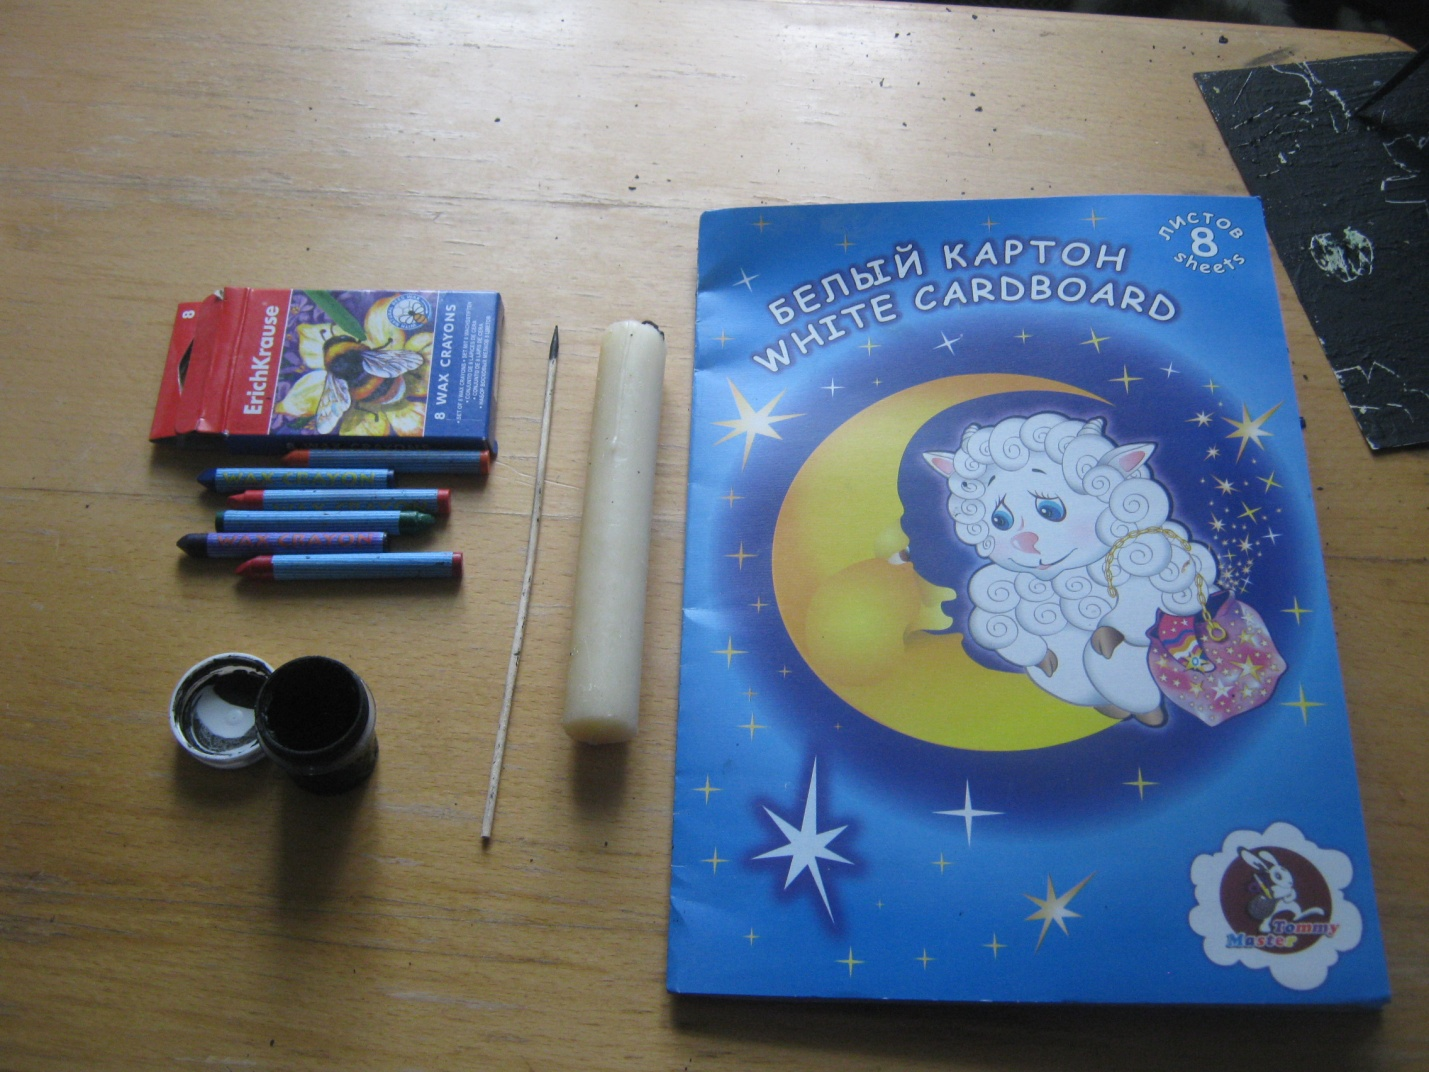 БЕЛЫЙ КАРТОН
WHITE CARDBOARD
ЛИСТОВ
8
sheets
8
ErichKrause
8 WAX CRAYONS
WAX CRAYON
WAX CRAYON
Tommy
Master